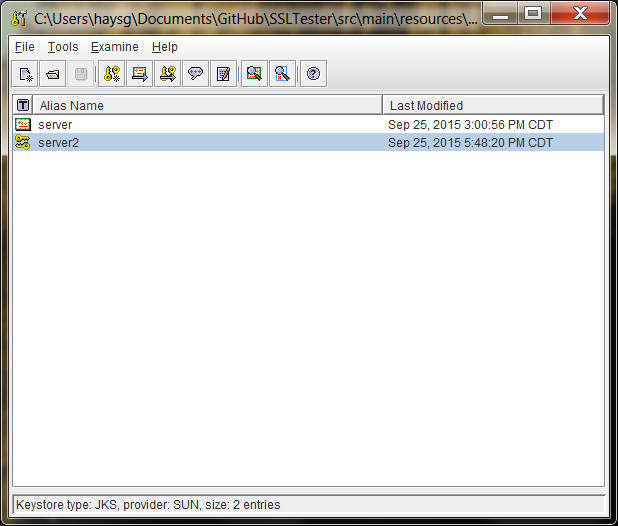 C:\Users\haysg\Documents\GitHub\SSLTester\src\main\resources\...
File Tools Examine Help
T Alias Name Last Modified
server Sep 25, 2015 3:00:56 PM CDT
server2 Sep 25, 2015 5:48:20 PM CDT
Keystore type: JKS, provider: SUN, size: 2 entries